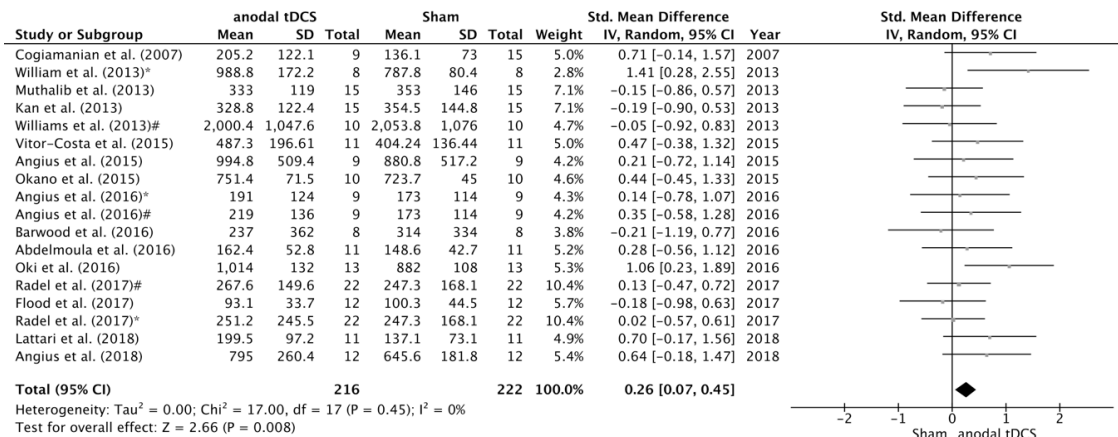 anodal tDCS Sham Std. Mean Difference Std. Mean Difference
Study or Subgroup Mean SD Total Mean SD Total Weight IV, Random, 95% CI Year IV, Random, 95% CI
Cogiamanian et al. (2007) 205.2 122.1 9 136.1 73 15 5.0% 0.71 [-0.14, 1.57] 2007
William et al. (2013)* 988.8 172.2 8 787.8 80.4 8 2.8% 1.41 [0.28, 2.55] 2013
Muthalib et al. (2013) 333 119 15 353 146 15 7.1% -0.15 [-0.86, 0.57] 2013
Kan et al. (2013) 328.8 122.4 15 354.5 144.8 15 7.1% -0.19 [-0.90, 0.53] 2013
Williams et al. (2013)# 2,000.4 1,047.6 10 2,053.8 1,076 10 4.7% -0.05 [-0.92, 0.83] 2013
Vitor-Costa et al. (2015) 487.3 196.61 11 404.24 136.44 11 5.1% 0.47 [-0.38, 1.32] 2015
Angius et al. (2015) 994.8 509.4 9 880.8 517.2 9 4.2% 0.21 [-0.72, 1.14] 2015
Okano et al. (2015) 751.4 71.5 10 723.7 45 10 4.6% 0.44 [-0.45, 1.33] 2015
Angius et al. (2016)* 191 124 9 173 114 9 4.3% 0.14 [-0.78, 1.07] 2016
Angius et al. (2016)# 219 136 9 173 114 9 4.2% 0.35 [-0.58, 1.28] 2016
Barwood et al. (2016) 237 362 8 314 334 8 3.8% -0.21 [-1.19, 0.77] 2016
Abdelmoula et al. (2016) 162.4 52.8 11 148.6 42.7 11 5.2% 0.28 [-0.56, 1.12] 2016
Oki et al. (2016) 1,014 132 13 882 108 13 5.3% 1.06 [0.23, 1.89] 2016
Radel et al. (2017)# 267.6 149.6 22 247.3 168.1 22 10.4% 0.13 [-0.47, 0.72] 2017
Flood et al. (2017) 93.1 33.7 12 100.3 44.5 12 5.7% -0.18 [-0.98, 0.63] 2017
Radel et al. (2017)* 251.2 245.5 22 247.3 168.1 22 10.4% 0.02 [-0.57, 0.61] 2017
Lattari et al. (2018) 199.5 97.2 11 137.1 73.1 11 4.9% 0.70 [-0.17, 1.56] 2018
Angius et al. (2018) 795 260.4 12 645.6 181.8 12 5.4% 0.64 [-0.18, 1.47] 2018
Total (95% CI) 216 222 100.0% 0.26 [0.07, 0.45]
Heterogeneity: Tau² = 0.00; Chi² = 17.00, df = 17 (P = 0.45); I² = 0%
Test for overall effect: Z = 2.66 (P = 0.008)
-2 -1 0 1 2
Sham anodal tDCS